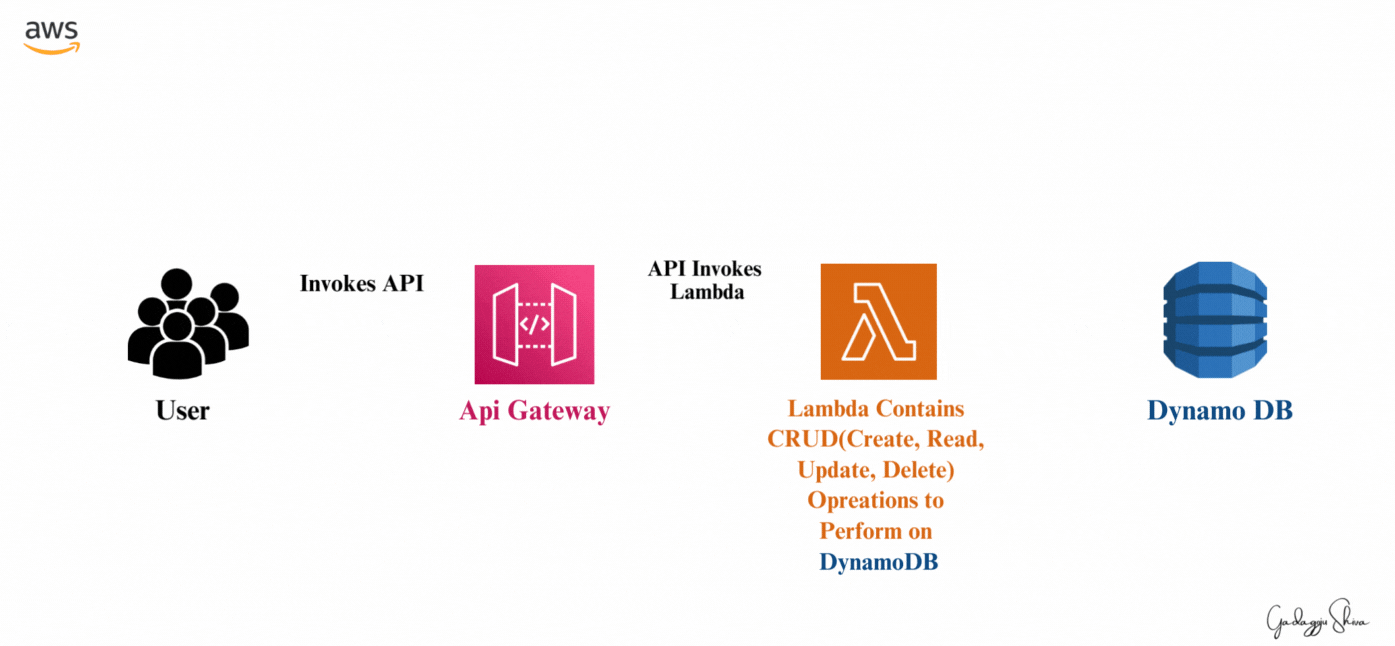 aws
Invokes API
API Invokes
Lambda
</>
User
Api Gateway
Lambda Contains
CRUD(Create, Read,
Update, Delete)
Opreations to
Perform on
DynamoDB
Dynamo DB
Gadaggju Shiva